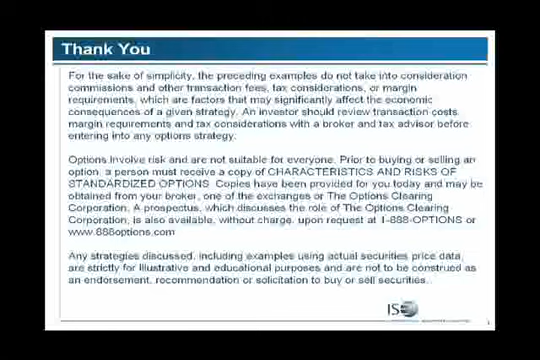 Thank You
For the sake of simplicity, the preceding examples do not take into consideration
commissions and other transaction fees, tax considerations, or margin
requirements, which are factors that may significantly affect the economic
consequences of a given strategy. An investor should review transaction costs,
margin requirements and tax considerations with a broker and tax advisor before
entering into any options strategy.
Options involve risk and are not suitable for everyone. Prior to buying or selling an
option, a person must receive a copy of CHARACTERISTICS AND RISKS OF
STANDARDIZED OPTIONS. Copies have been provided for you today and may be
obtained from your broker, one of the exchanges or The Options Clearing
Corporation. A prospectus, which discusses the role of The Options Clearing
Corporation, is also available, without charge, upon request at 1-888-OPTIONS or
www.888options.com
Any strategies discussed, including examples using actual securities price data,
are strictly for illustrative and educational purposes and are not to be construed as
an endorsement, recommendation or solicitation to buy or sell securities.
ISE